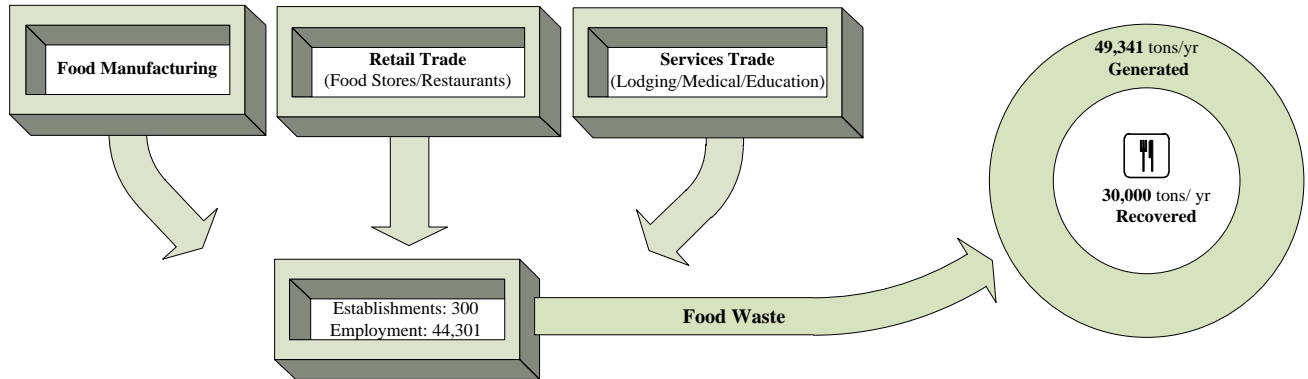 Food Manufacturing
Retail Trade
(Food Stores/Restaurants)
Services Trade
(Lodging/Medical/Education)
49,341 tons/yr
Generated
30,000 tons/ yr
Recovered
Establishments: 300
Employment: 44,301
Food Waste